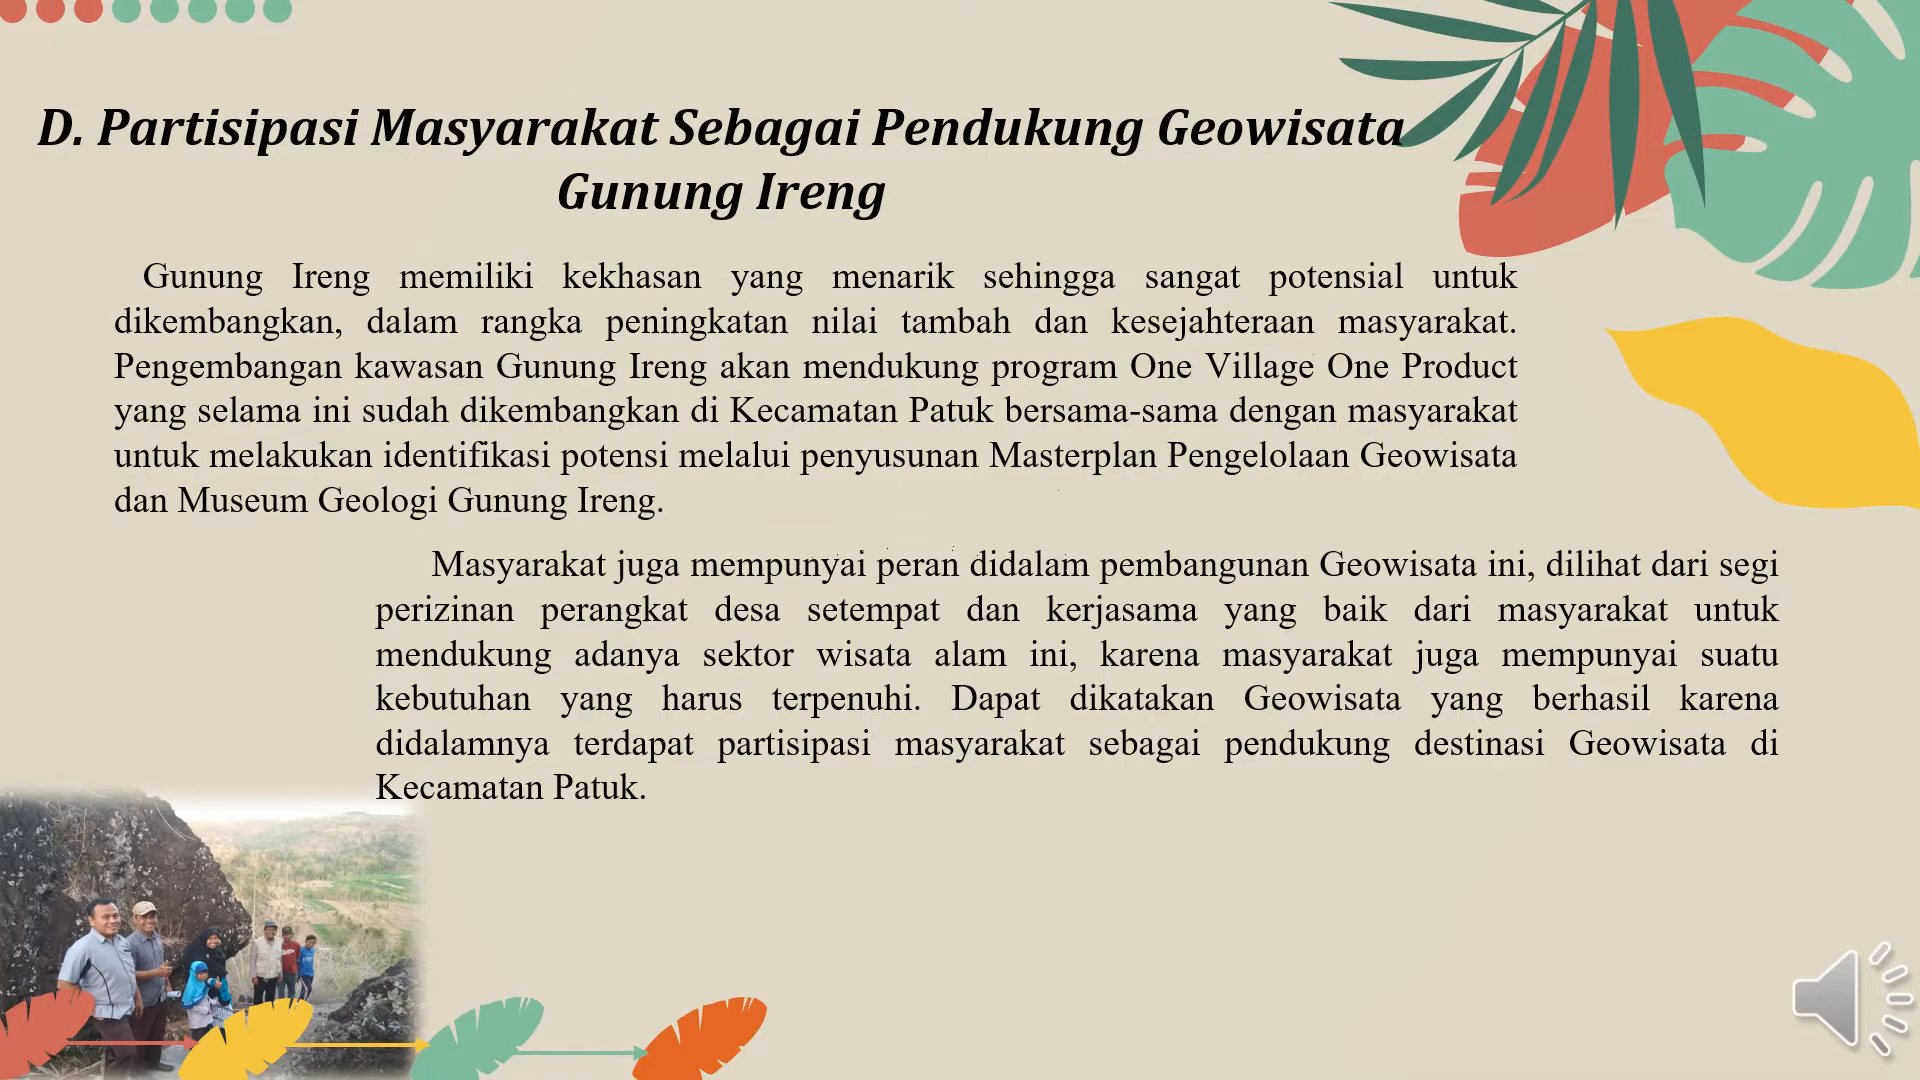 D. Partisipasi Masyarakat Sebagai Pendukung Geowisata
Gunung Ireng
Gunung Ireng memiliki kekhasan yang menarik sehingga sangat potensial untuk
dikembangkan, dalam rangka peningkatan nilai tambah dan kesejahteraan masyarakat.
Pengembangan kawasan Gunung Ireng akan mendukung program One Village One Product
yang selama ini sudah dikembangkan di Kecamatan Patuk bersama-sama dengan masyarakat
untuk melakukan identifikasi potensi melalui penyusunan Masterplan Pengelolaan Geowisata
dan Museum Geologi Gunung Ireng.
Masyarakat juga mempunyai peran didalam pembangunan Geowisata ini, dilihat dari segi
perizinan perangkat desa setempat dan kerjasama yang baik dari masyarakat untuk
mendukung adanya sektor wisata alam ini, karena masyarakat juga mempunyai suatu
kebutuhan yang harus terpenuhi. Dapat dikatakan Geowisata yang berhasil karena
didalamnya terdapat partisipasi masyarakat sebagai pendukung destinasi Geowisata di
Kecamatan Patuk.